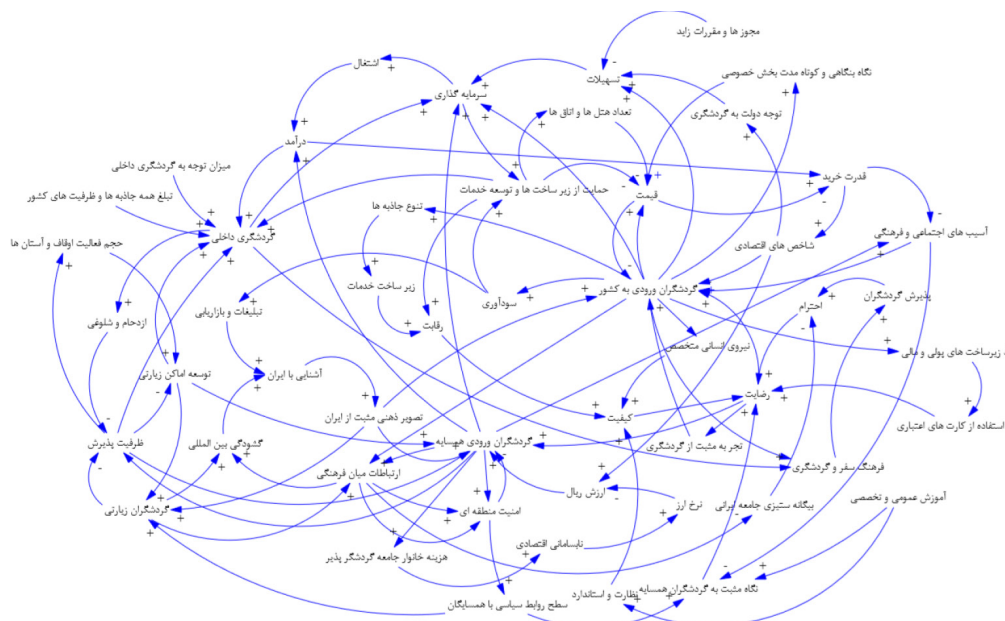 مجوز ها و مقررات زاید
اشتغال
تسهیلات
نگاه بنگاهی و کوتاه مدت بخش خصوصی
سرمایه گذاری
تعداد هتل ها و اتاق ها
توجه دولت به گردشگری
درآمد
میزان توجه به گردشگری داخلی
قدرت خرید
حمایت از زیر ساخت ها و توسعه خدمات
قیمت
تبلغ همه جاذبه ها و ظرفیت های کشور
تنوع جاذبه ها
آسیب های اجتماعی و فرهنگی
گردشگری داخلی
حجم فعالیت اوقاف و آستان ها
شاخص های اقتصادی
زیر ساخت خدمات
سودآوری
گردشگران ورودی به کشور
پذیرش گردشگران
احترام
تبلیغات و بازاریابی
ازدحام و شلوغی
رقابت
نیروی انسانی متخصص
زیرساخت های پولی و مالی
آشنایی با ایران
توسعه اماکن زیارتی
رضایت
تصویر ذهنی مثبت از ایران
کیفیت
استفاده از کارت های اعتباری
ظرفیت پذیرش
گردشگران ورودی همسایه
تجر به مثبت از گردشگری
گشودگی بین المللی
ارتباطات میان فرهنگی
فرهنگ سفر و گردشگری
ارزش ریال
آموزش عمومی و تخصصی
گردشگران زیارتی
امنیت منطقه ای
نرخ ارز
بیگانه ستیزی جامعه ایرانی
نابسامانی اقتصادی
هزینه خانوار جامعه گردشگر پذیر
نگاه مثبت به گردشگران همسایه
نظارت و استاندارد
سطح روابط سیاسی با همسایگان